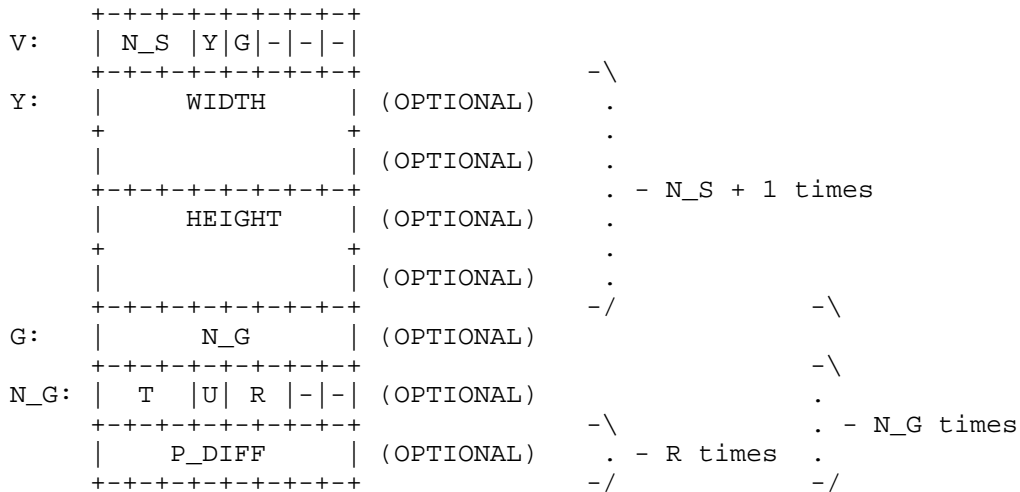 +-+-+-+-+-+-+-+-+
V:   | N_S |Y|G|-|-|-|
     +-+-+-+-+-+-+-+-+              -\
Y:   |     WIDTH     | (OPTIONAL)    .
     +               +               .
     |               | (OPTIONAL)    .
     +-+-+-+-+-+-+-+-+               . - N_S + 1 times
     |     HEIGHT    | (OPTIONAL)    .
     +               +               .
     |               | (OPTIONAL)    .
     +-+-+-+-+-+-+-+-+              -/            -\
G:   |      N_G      | (OPTIONAL)
     +-+-+-+-+-+-+-+-+                            -\
N_G: |  T  |U| R |-|-| (OPTIONAL)                 .
     +-+-+-+-+-+-+-+-+              -\            . - N_G times
     |    P_DIFF     | (OPTIONAL)    . - R times  .
     +-+-+-+-+-+-+-+-+              -/            -/